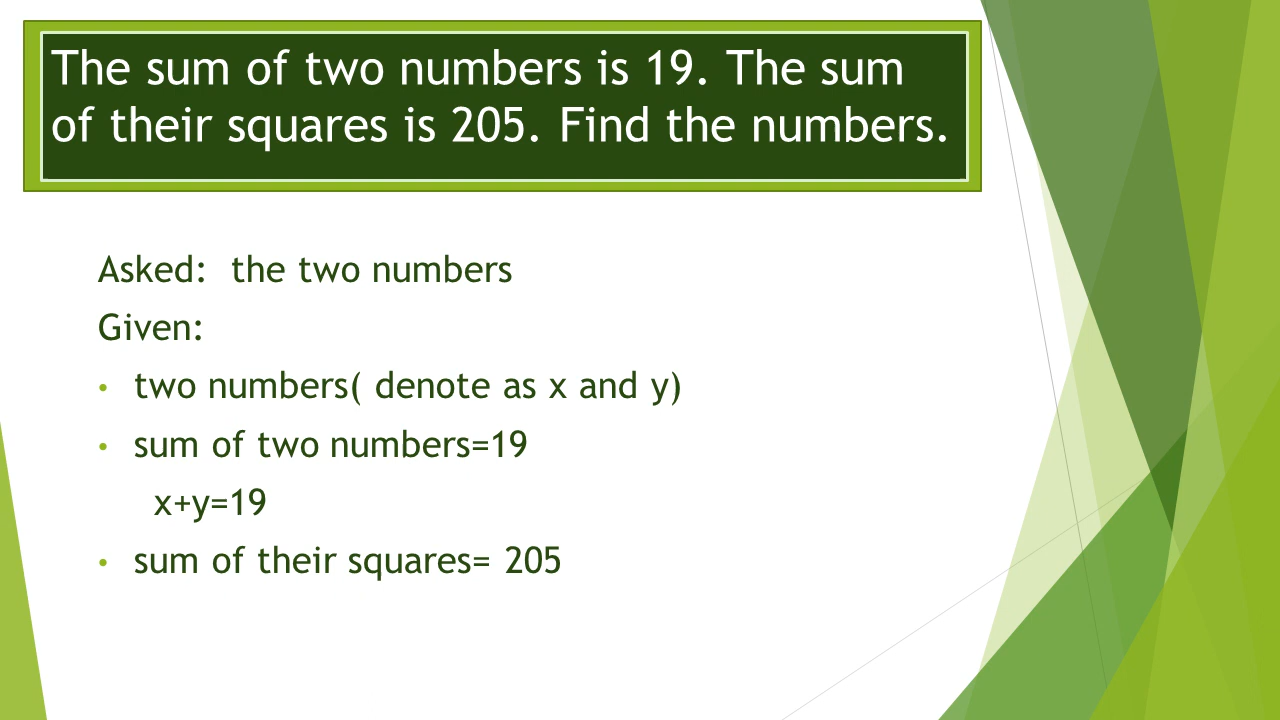 The sum of two numbers is 19. The sum
of their squares is 205. Find the numbers.
Asked:  the two numbers
Given:
• two numbers( denote as x and y)
• sum of two numbers=19
x+y=19
• sum of their squares= 205